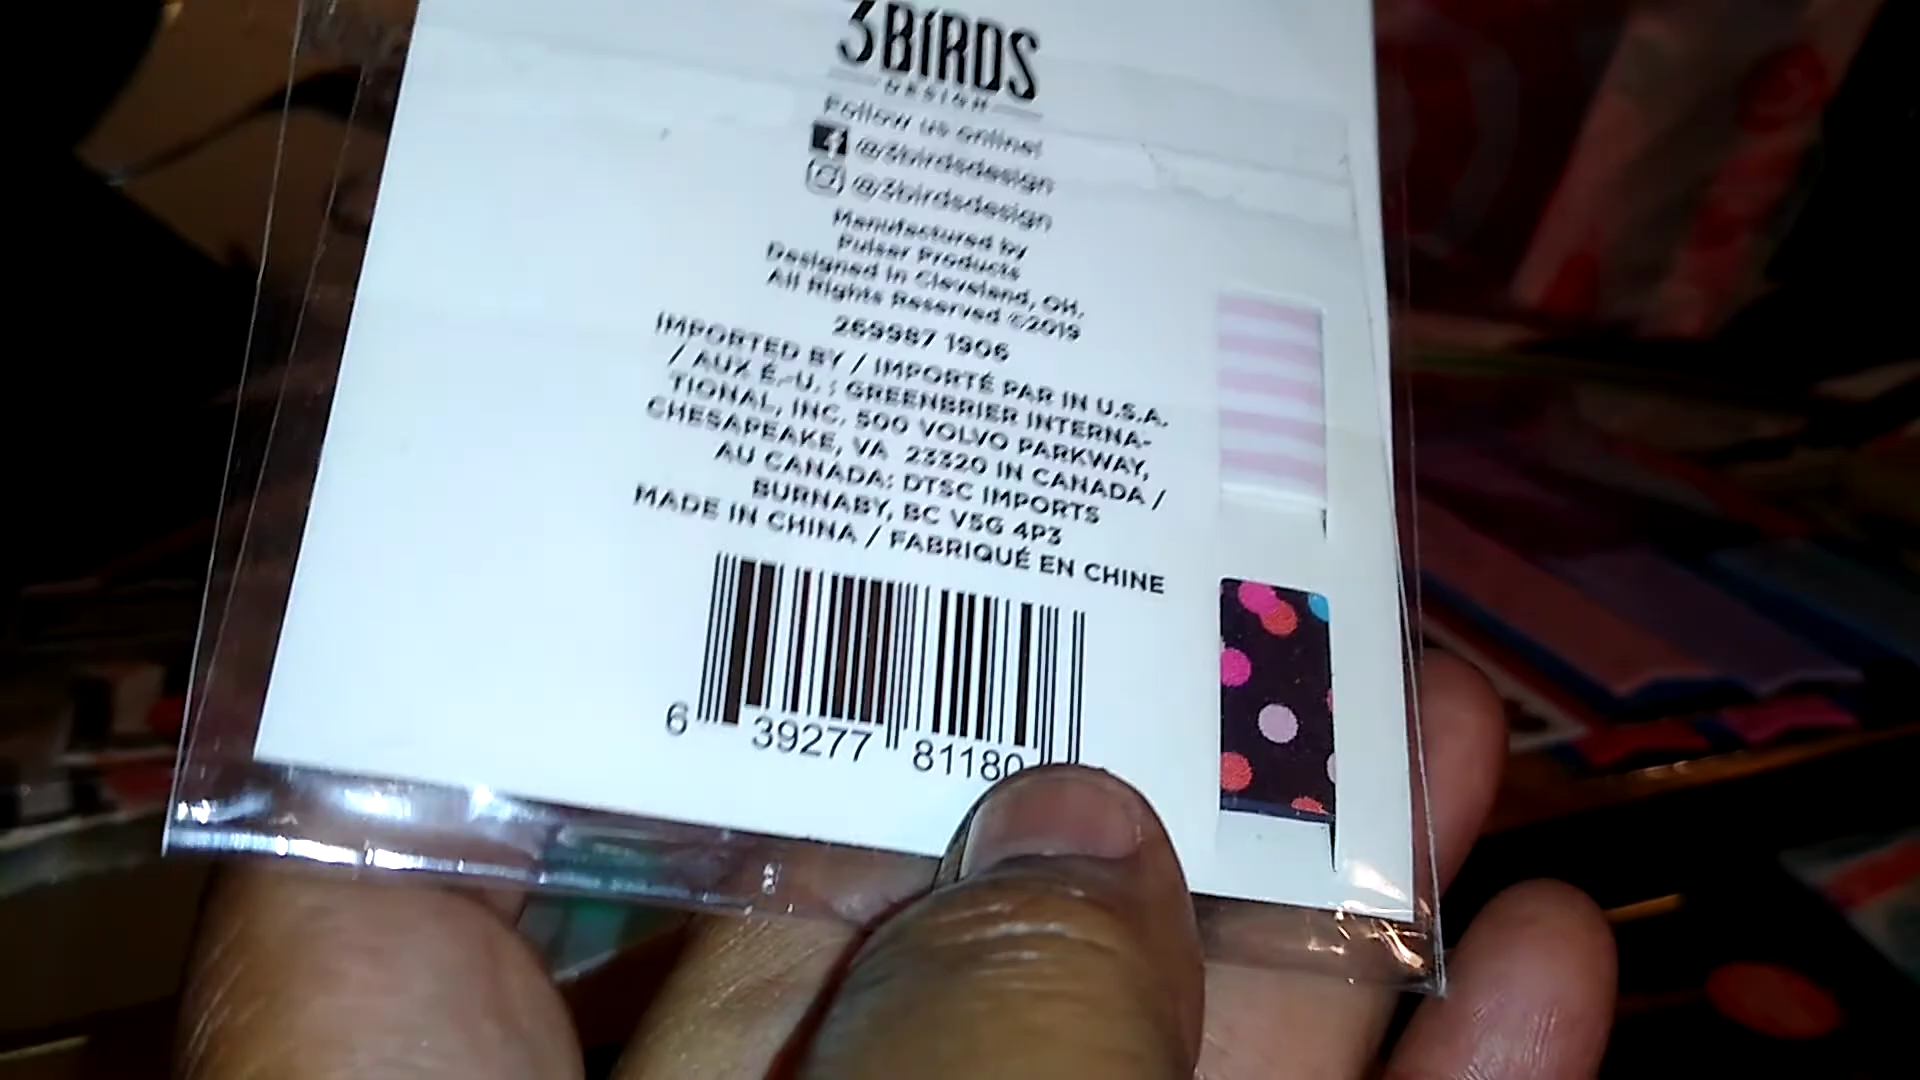 3BIRDS
DESIGN
Follow us online!
@3birdsdesign
@3birdsdesign
Manufactured by
Pulser Products
Designed in Cleveland, OH.
All Rights Reserved ©2019
269987 1906
IMPORTED BY / IMPORTÉ PAR IN U.S.A.
/ AUX É.-U. : GREENBRIER INTERNA-
TIONAL, INC. 500 VOLVO PARKWAY,
CHESAPEAKE, VA 23320 IN CANADA /
AU CANADA: DTSC IMPORTS
BURNABY, BC V5G 4P3
MADE IN CHINA / FABRIQUÉ EN CHINE
6 39277 81180